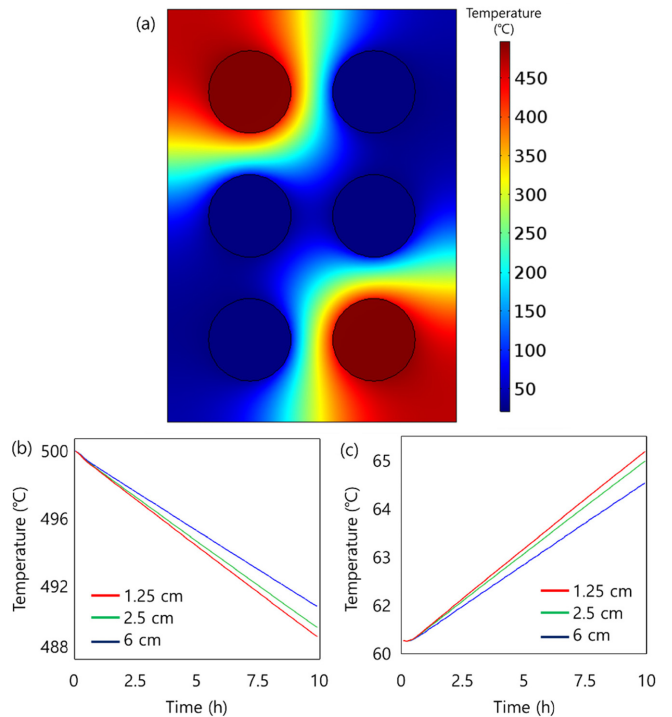 (a)
Temperature
(℃)
450
400
350
300
250
200
150
100
50
(b)
500
496
492
488
Temperature (℃)
1.25 cm
2.5 cm
6 cm
0
2.5
5
7.5
10
Time (h)
(c)
65
64
63
62
60
Temperature (℃)
1.25 cm
2.5 cm
6 cm
0
2.5
5
7.5
10
Time (h)